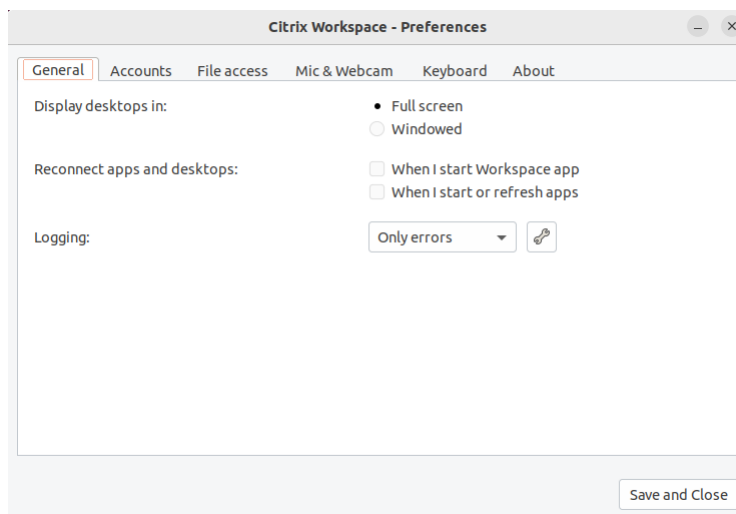 Citrix Workspace - Preferences
General Accounts File access Mic & Webcam Keyboard About
Display desktops in: Full screen
Windowed
Reconnect apps and desktops: When I start Workspace app
When I start or refresh apps
Logging: Only errors
Save and Close